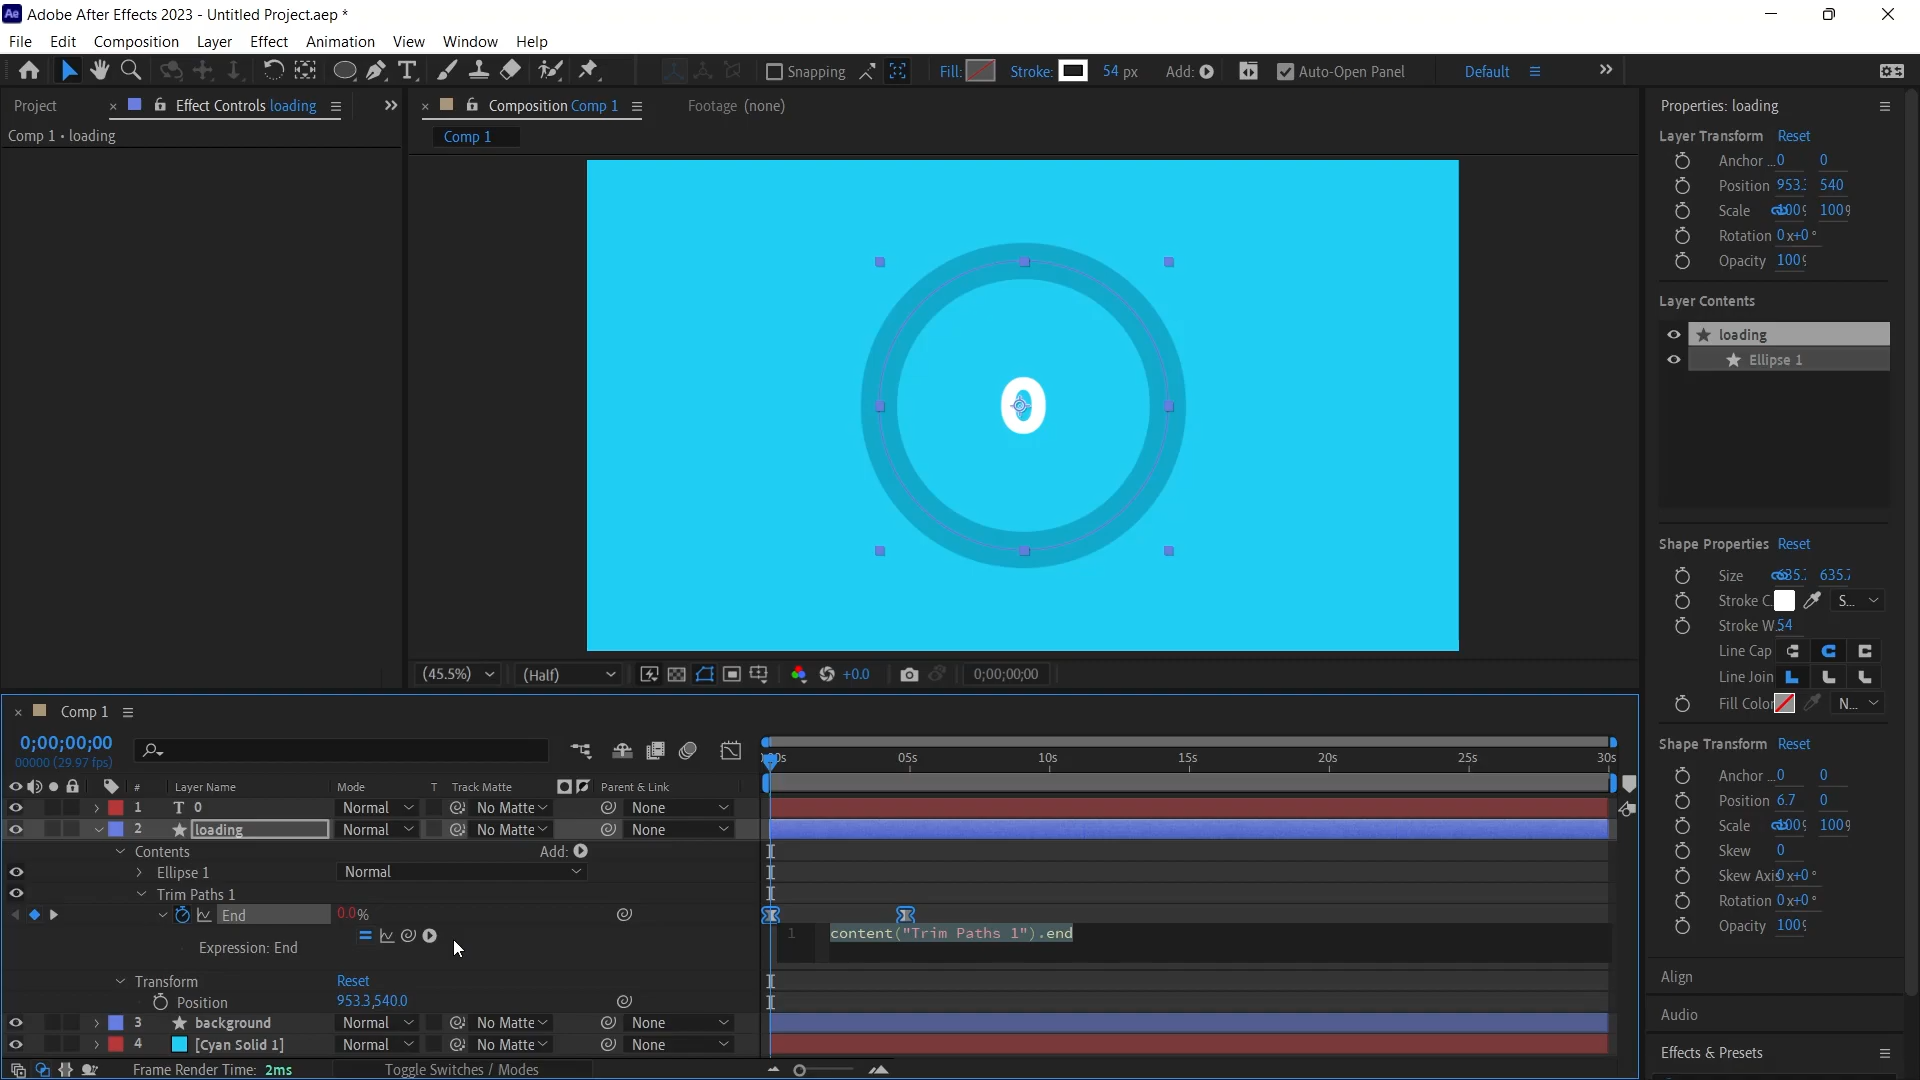 Adobe After Effects 2023 - Untitled Project.aep *
File Edit Composition Layer Effect Animation View Window Help
Snapping Fill: Stroke: 54 px Add: Auto-Open Panel Default
Project Effect Controls loading
Comp 1 • loading
Composition Comp 1 Footage (none)
Comp 1
0
(45.5%) (Half) +0.0 0;00;00;00
Properties: loading
Layer Transform Reset
Anchor ... 0 0
Position 953.: 540
Scale 100% 100%
Rotation 0x+0°
Opacity 100%
Layer Contents
loading
Ellipse 1
Shape Properties Reset
Size 635.7 635.7
Stroke C. S...
Stroke W. 54
Line Cap
Line Join
Fill Color N...
Shape Transform Reset
Anchor ... 0 0
Position 6.7 0
Scale 100% 100%
Skew 0
Skew Axis 0x+0°
Rotation 0x+0°
Opacity 100%
Align
Audio
Effects & Presets
Comp 1
0;00;00;00
00000 (29.97 fps)
05s 10s 15s 20s 25s 30s
# Layer Name Mode T Track Matte Parent & Link
1 T 0 Normal No Matte None
2 loading Normal No Matte None
Contents Add:
Ellipse 1 Normal
Trim Paths 1
End 0.0%
Expression: End
1 content("Trim Paths 1").end
Transform Reset
Position 953.3,540.0
3 background Normal No Matte None
4 [Cyan Solid 1] Normal No Matte None
Frame Render Time: 2ms Toggle Switches / Modes